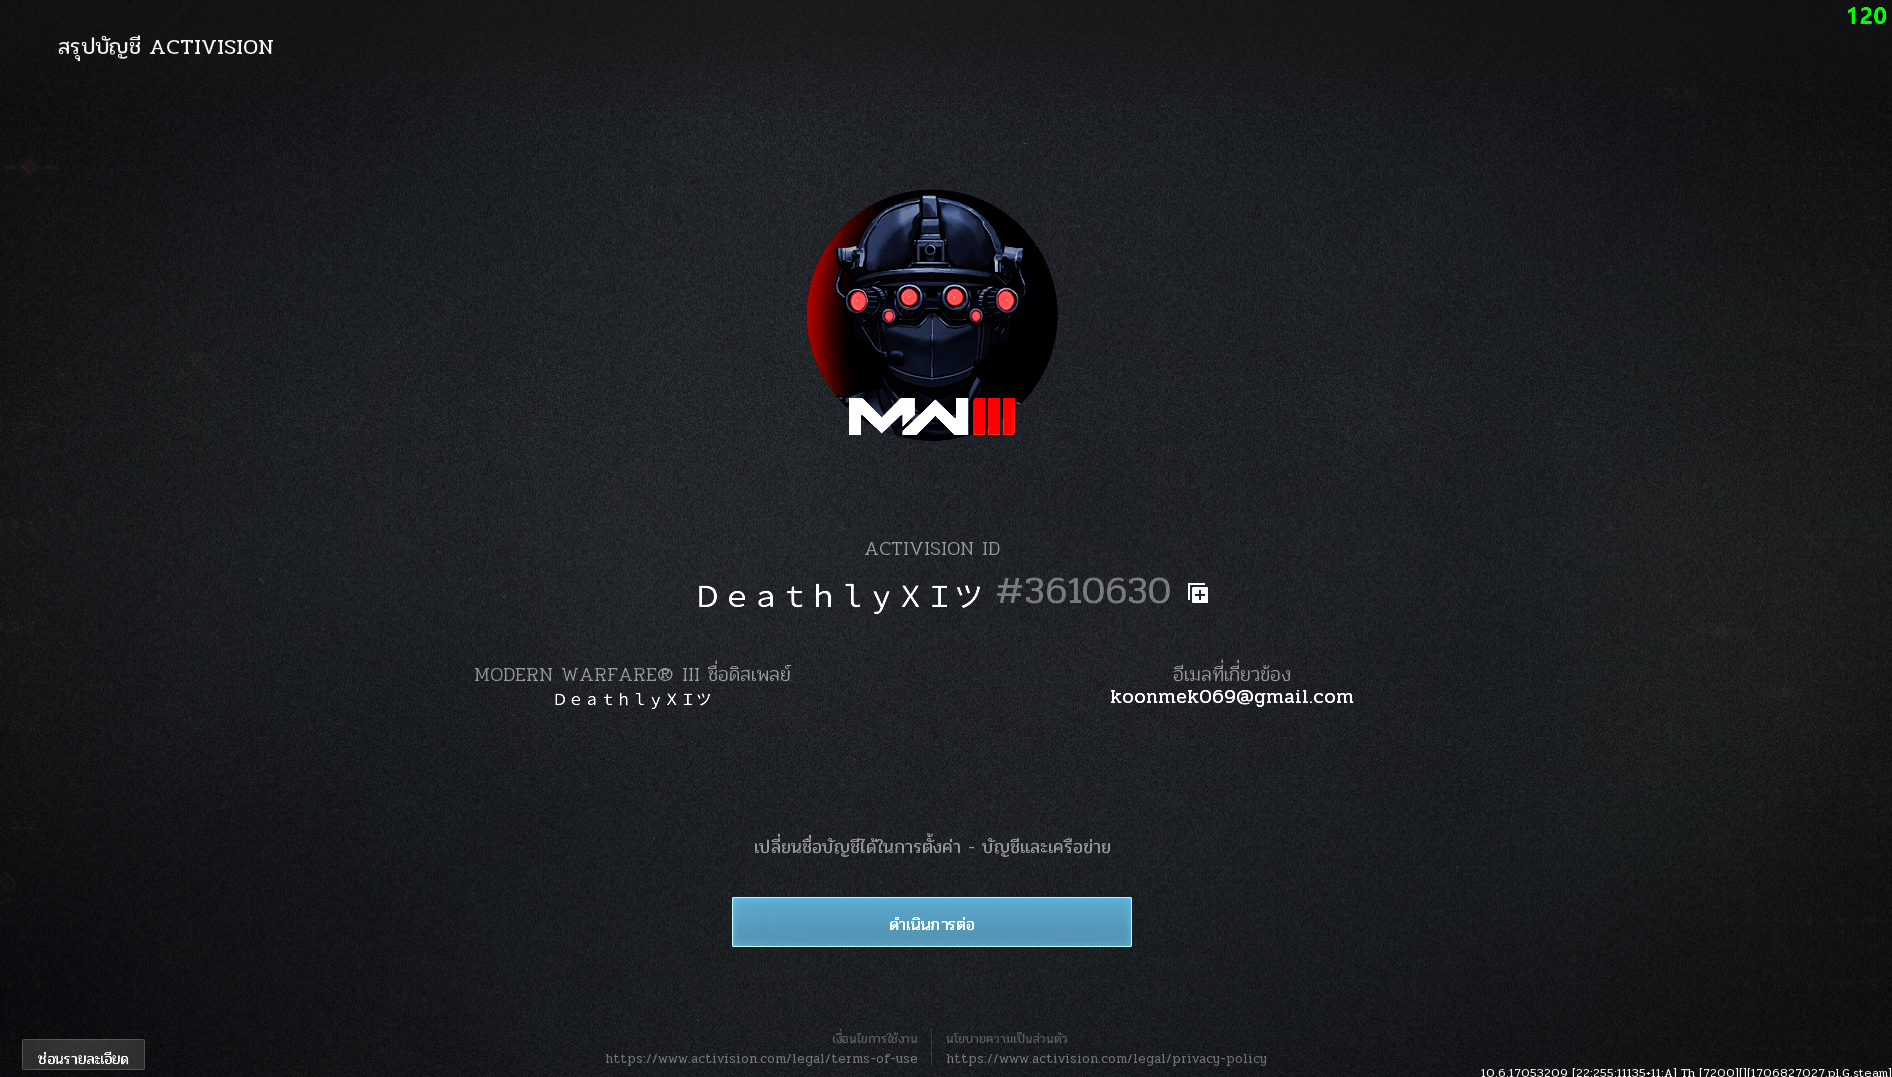 120
สรุปบัญชี ACTIVISION
MWIII
ACTIVISION ID
ＤｅａｔｈｌｙＸＩツ #3610630
MODERN WARFARE® III ชื่อดิสเพลย์
ＤｅａｔｈｌｙＸＩツ
อีเมลที่เกี่ยวข้อง
koonmek069@gmail.com
เปลี่ยนชื่อบัญชีได้ในการตั้งค่า - บัญชีและเครือข่าย
ดำเนินการต่อ
เงื่อนไขการใช้งาน
https://www.activision.com/legal/terms-of-use
นโยบายความเป็นส่วนตัว
https://www.activision.com/legal/privacy-policy
ซ่อนรายละเอียด
10.6.17053209 [22:255:11135+11:A] Th [7200][][1706827027.pl.G.steam]